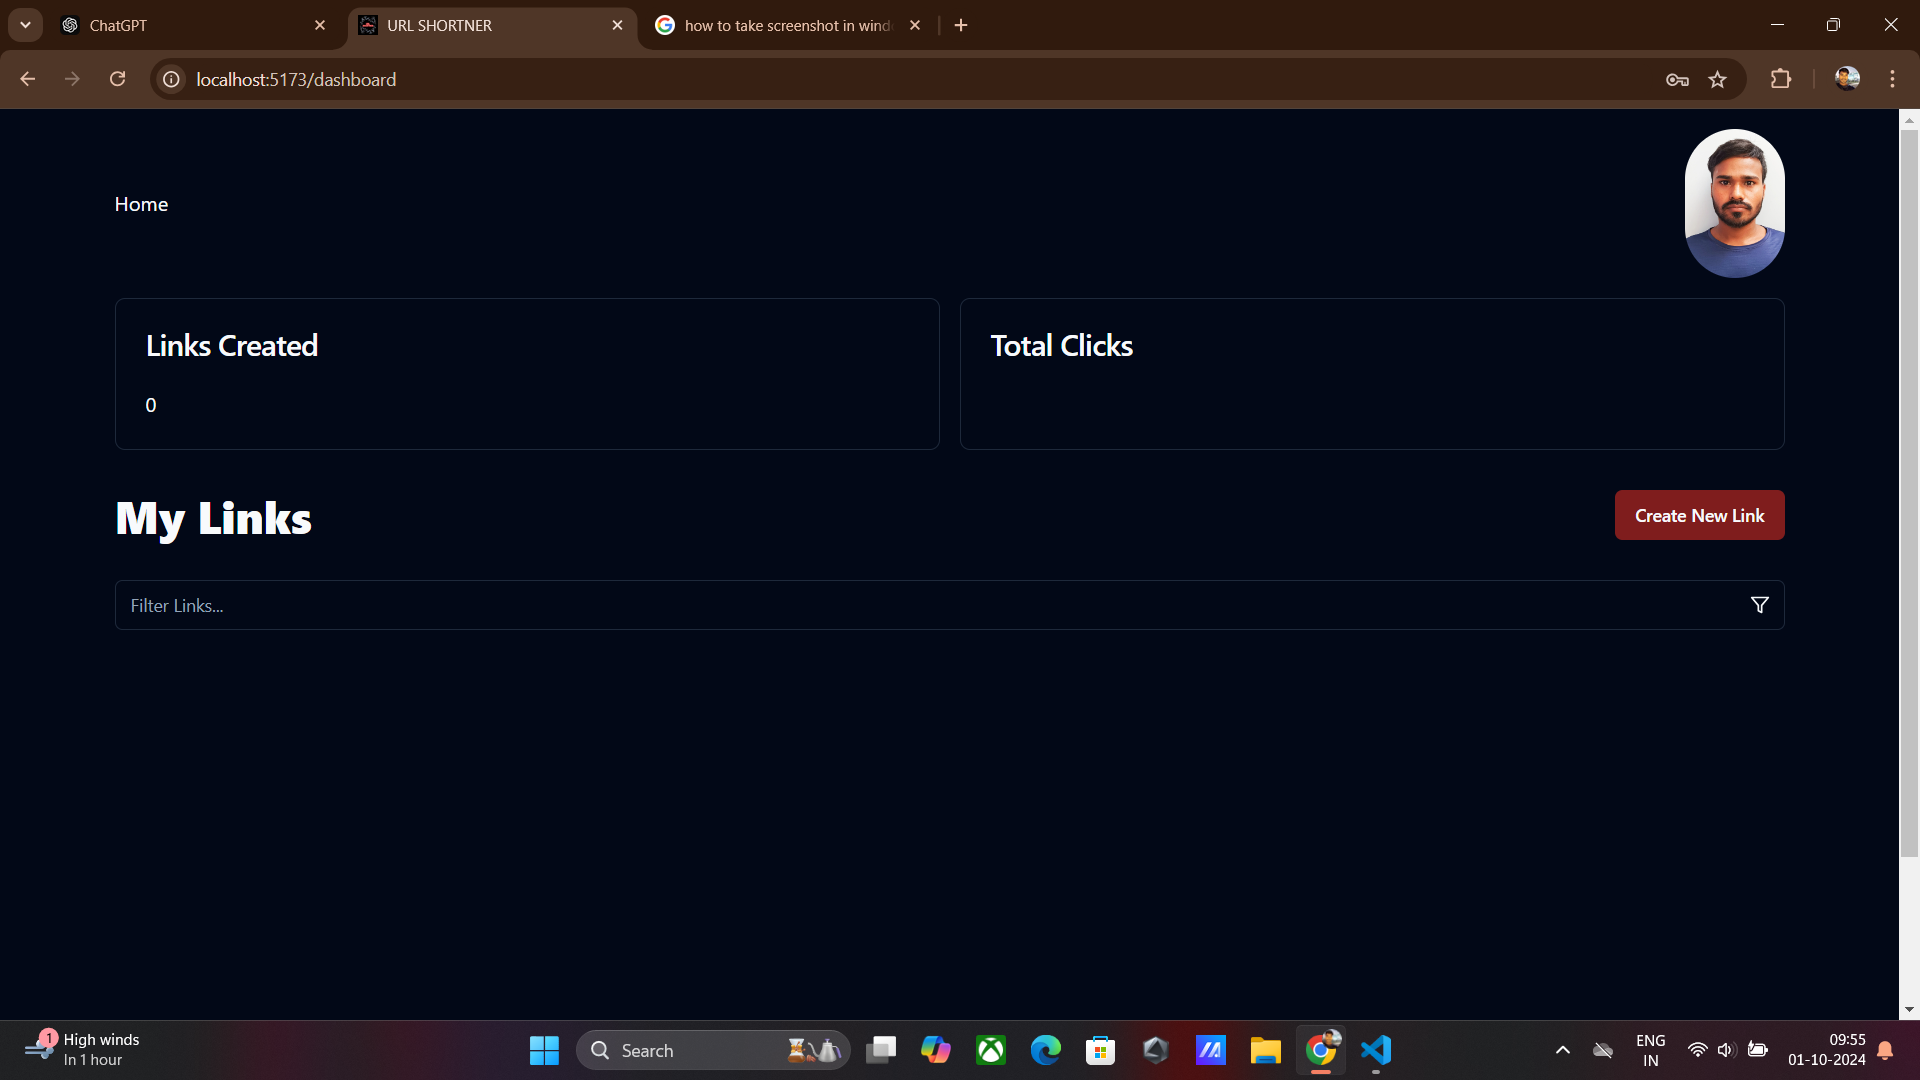 ChatGPT
URL SHORTNER
how to take screenshot in wind
localhost:5173/dashboard
Home
Links Created
0
Total Clicks
My Links
Create New Link
Filter Links...
1
High winds
In 1 hour
Search
ENG
IN
09:55
01-10-2024